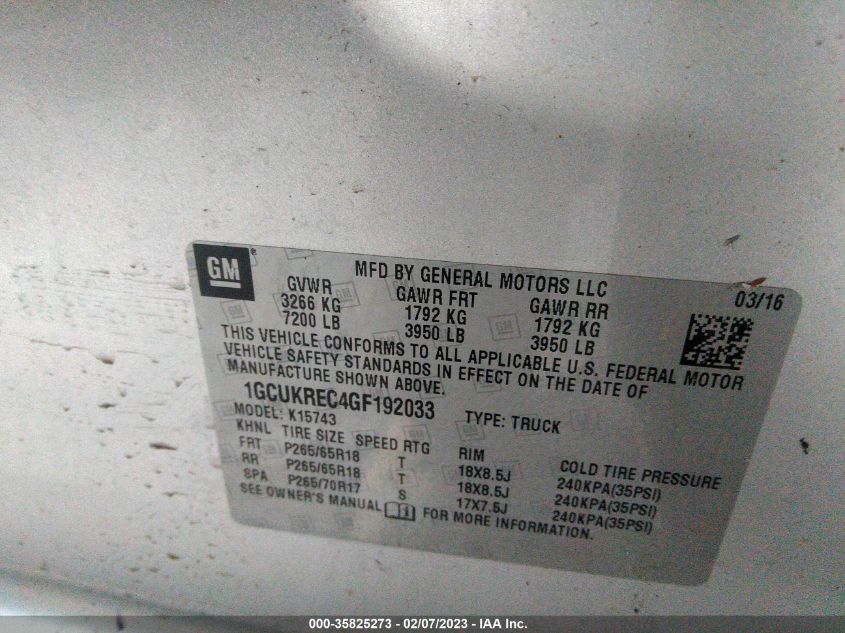 GM
MFD BY GENERAL MOTORS LLC
03/16
GVWR GAWR FRT GAWR RR
3266 KG 1792 KG 1792 KG
7200 LB 3950 LB 3950 LB
THIS VEHICLE CONFORMS TO ALL APPLICABLE U.S. FEDERAL MOTOR
VEHICLE SAFETY STANDARDS IN EFFECT ON THE DATE OF
MANUFACTURE SHOWN ABOVE.
1GCUKREC4GF192033 TYPE: TRUCK
MODEL: K15743
KHNL TIRE SIZE SPEED RTG RIM COLD TIRE PRESSURE
FRT P265/65R18 T 18X8.5J 240KPA(35PSI)
RR P265/65R18 T 18X8.5J 240KPA(35PSI)
SPA P265/70R17 S 17X7.5J 240KPA(35PSI)
SEE OWNER'S MANUAL FOR MORE INFORMATION.
000-35825273 - 02/07/2023 - IAA Inc.